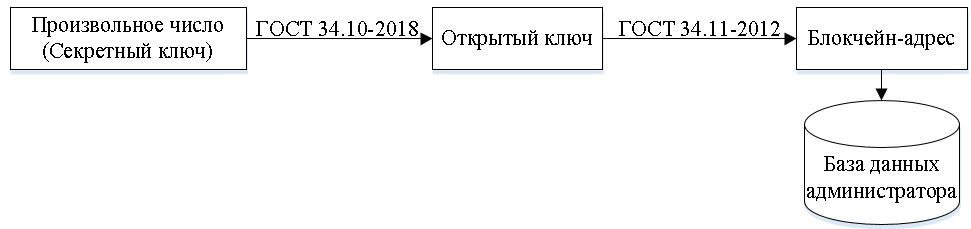 Произвольное число
(Секретный ключ)
ГОСТ 34.10-2018
Открытый ключ
ГОСТ 34.11-2012
Блокчейн-адрес
База данных
администратора